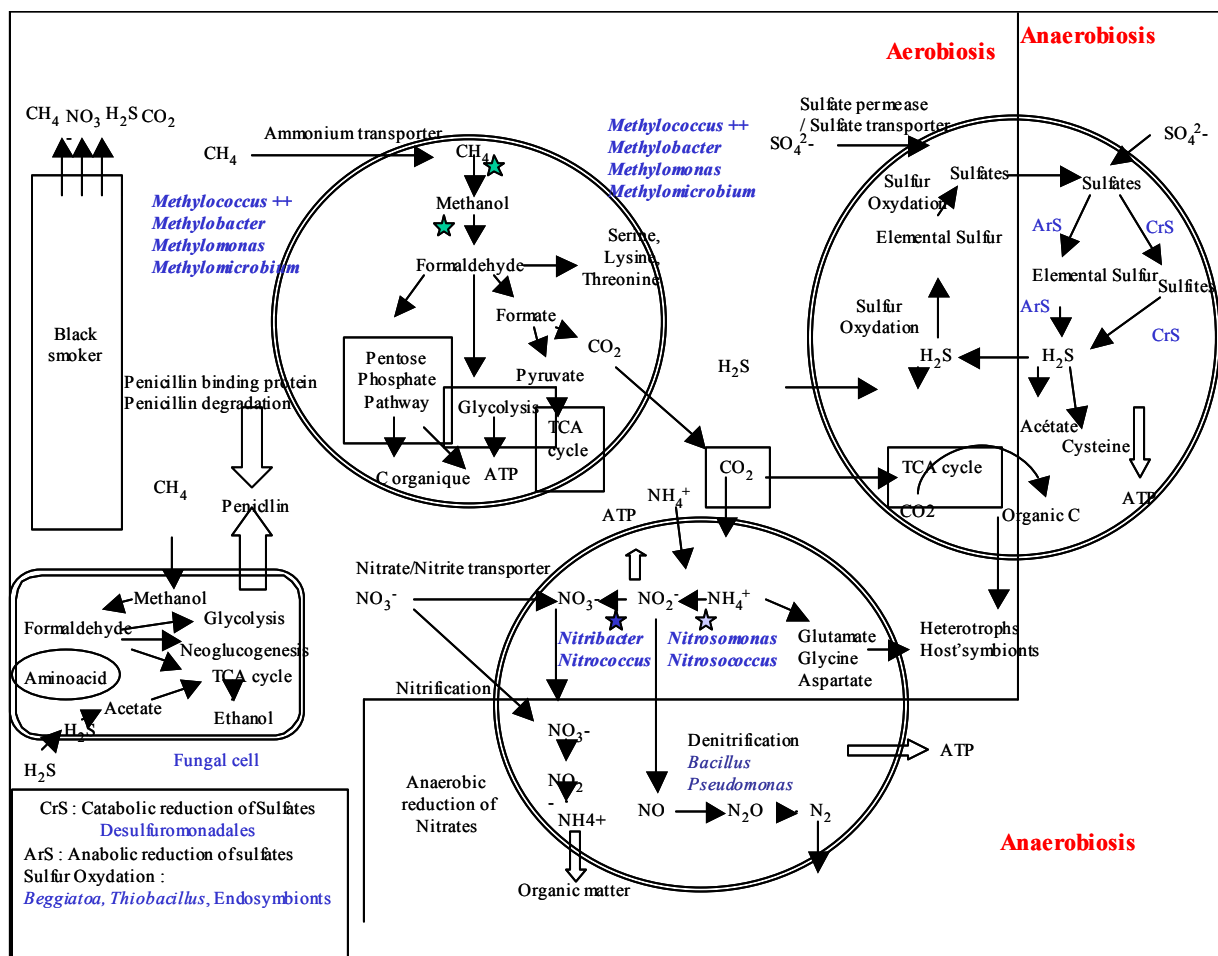 Aerobiosis
Anaerobiosis
CH4 NO3- H2S CO2
Black
smoker
Ammonium transporter
CH4
Methylococcus ++
Methylobacter
Methylomonas
Methylomicrobium
CH4
Methanol
Formaldehyde
Serine,
Lysine,
Threonine
Formate
CO2
Pentose
Phosphate
Pathway
Pyruvate
Glycolysis
TCA
cycle
C organique
ATP
Methylococcus ++
Methylobacter
Methylomonas
Methylomicrobium
Sulfate permease
/ Sulfate transporter
SO42-
SO42-
Sulfur
Oxydation
Sulfates
Sulfates
ArS
CrS
Elemental Sulfur
Elemental Sulfur
Sulfites
Sulfur
Oxydation
ArS
CrS
H2S
H2S
H2S
Acétate
Cysteine
TCA cycle
CO2
Organic C
ATP
Penicillin binding protein
Penicillin degradation
CH4
Penicllin
Methanol
Formaldehyde
Glycolysis
Neoglucogenesis
Aminoacid
TCA cycle
Acetate
Ethanol
H2S
H2S
Fungal cell
CO2
NH4+
ATP
Nitrate/Nitrite transporter
NO3-
NO3-
NO2-
NH4+
Nitribacter
Nitrococcus
Nitrosomonas
Nitrosococcus
Glutamate
Glycine
Aspartate
Heterotrophs
Host'symbionts
Nitrification
NO3-
NO2-
NH4+
Anaerobic
reduction of
Nitrates
Denitrification
Bacillus
Pseudomonas
ATP
NO
N2O
N2
Organic matter
Anaerobiosis
CrS : Catabolic reduction of Sulfates
Desulfuromonadales
ArS : Anabolic reduction of sulfates
Sulfur Oxydation :
Beggiatoa, Thiobacillus, Endosymbionts